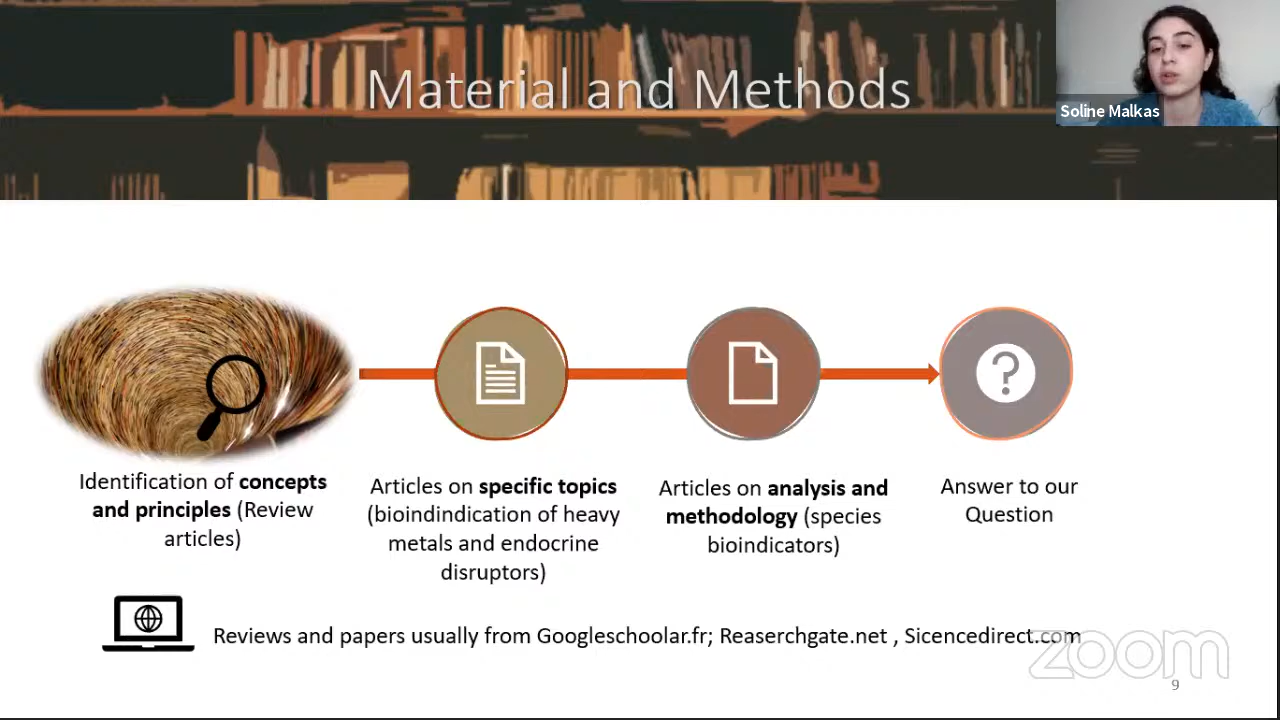 Material and Methods
Soline Malkas
Identification of concepts
and principles (Review
articles)
Articles on specific topics
(bioindindication of heavy
metals and endocrine
disruptors)
Articles on analysis and
methodology (species
bioindicators)
Answer to our
Question
Reviews and papers usually from Googleschoolar.fr; Reaserchgate.net , Sicencedirect.com
zoom
9